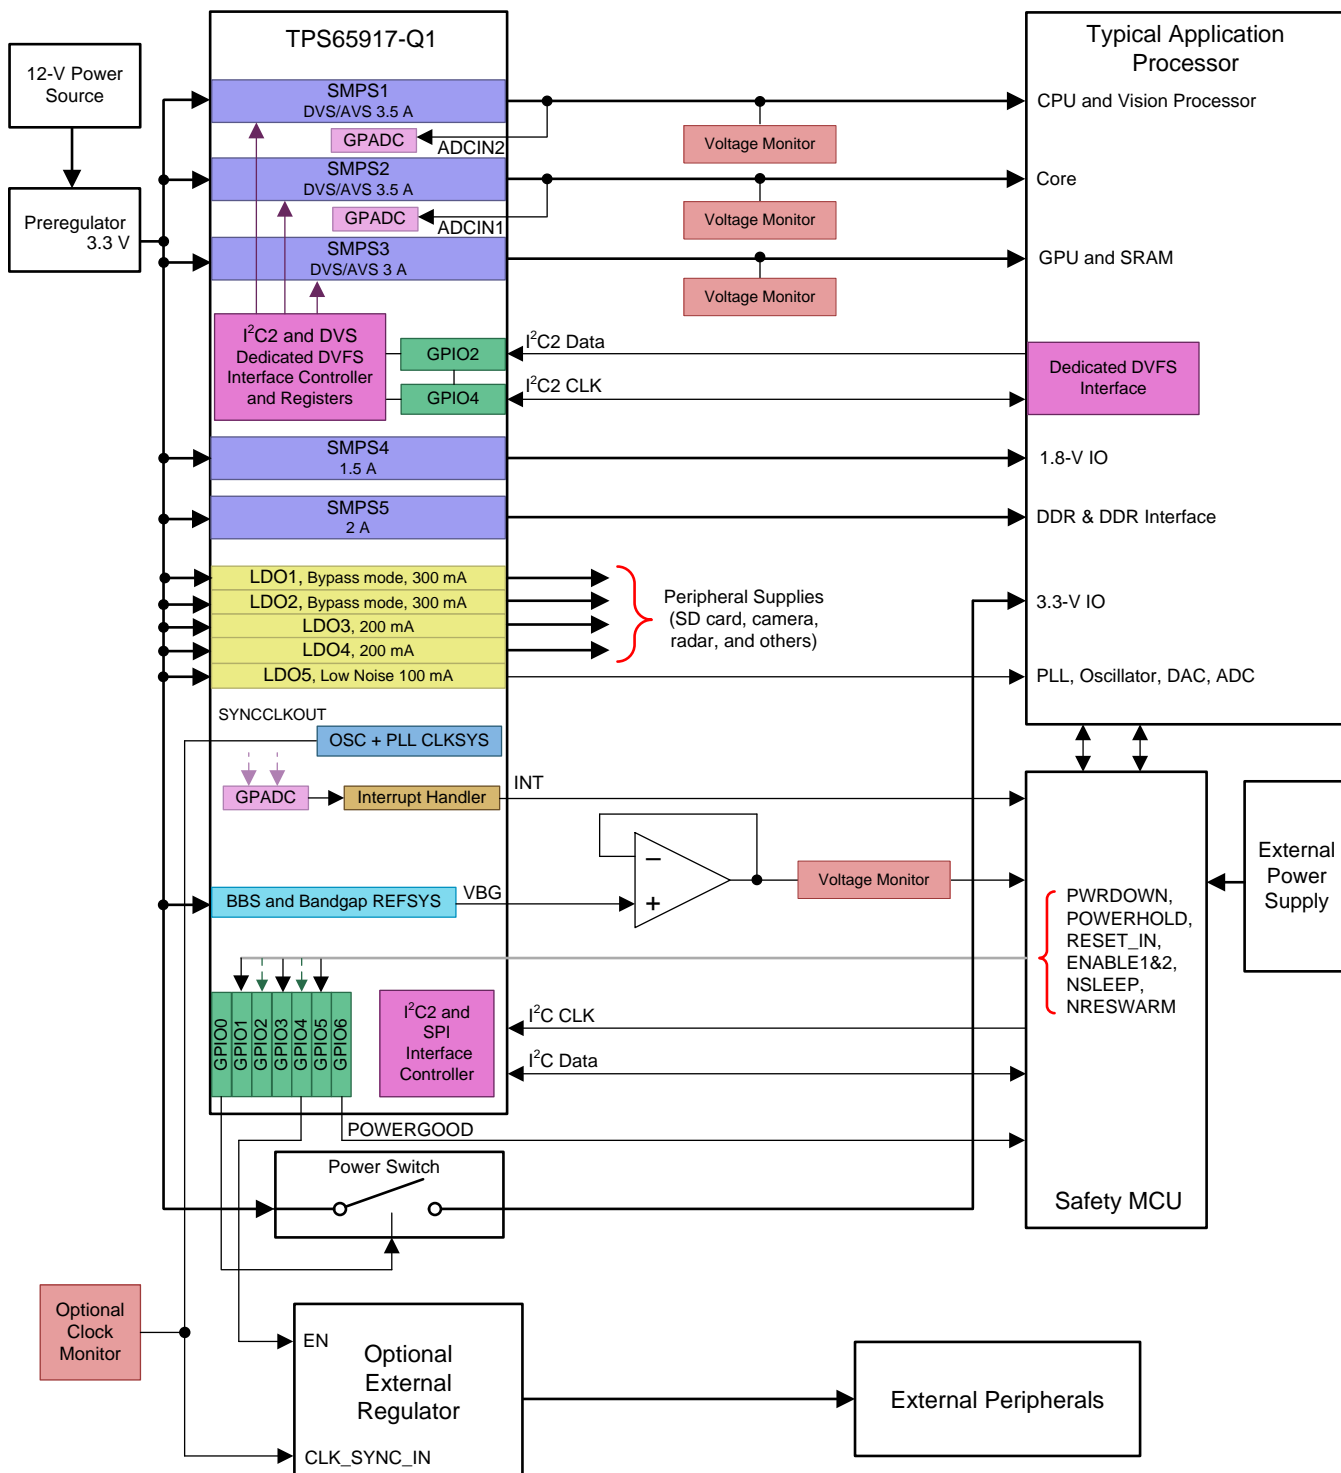 TPS65917-Q1
Typical Application
Processor
12-V Power
Source
Preregulator
3.3 V
SMPS1
DVS/AVS 3.5 A
GPADC
ADCIN2
Voltage Monitor
CPU and Vision Processor
SMPS2
DVS/AVS 3.5 A
GPADC
ADCIN1
Voltage Monitor
Core
SMPS3
DVS/AVS 3 A
Voltage Monitor
GPU and SRAM
I²C2 and DVS
Dedicated DVFS
Interface Controller
and Registers
GPIO2
GPIO4
I²C2 Data
I²C2 CLK
Dedicated DVFS
Interface
SMPS4
1.5 A
1.8-V IO
SMPS5
2 A
DDR & DDR Interface
LDO1, Bypass mode, 300 mA
LDO2, Bypass mode, 300 mA
LDO3, 200 mA
LDO4, 200 mA
LDO5, Low Noise 100 mA
Peripheral Supplies
(SD card, camera,
radar, and others)
3.3-V IO
PLL, Oscillator, DAC, ADC
SYNCCLKOUT
OSC + PLL CLKSYS
GPADC
Interrupt Handler
INT
BBS and Bandgap REFSYS
VBG
−
+
Voltage Monitor
External
Power
Supply
PWRDOWN,
POWERHOLD,
RESET_IN,
ENABLE1&2,
NSLEEP,
NRESWARM
GPIO0
GPIO1
GPIO2
GPIO3
GPIO4
GPIO5
GPIO6
I²C2 and
SPI
Interface
Controller
I²C CLK
I²C Data
POWERGOOD
Power Switch
Safety MCU
Optional
Clock
Monitor
EN
Optional
External
Regulator
CLK_SYNC_IN
External Peripherals